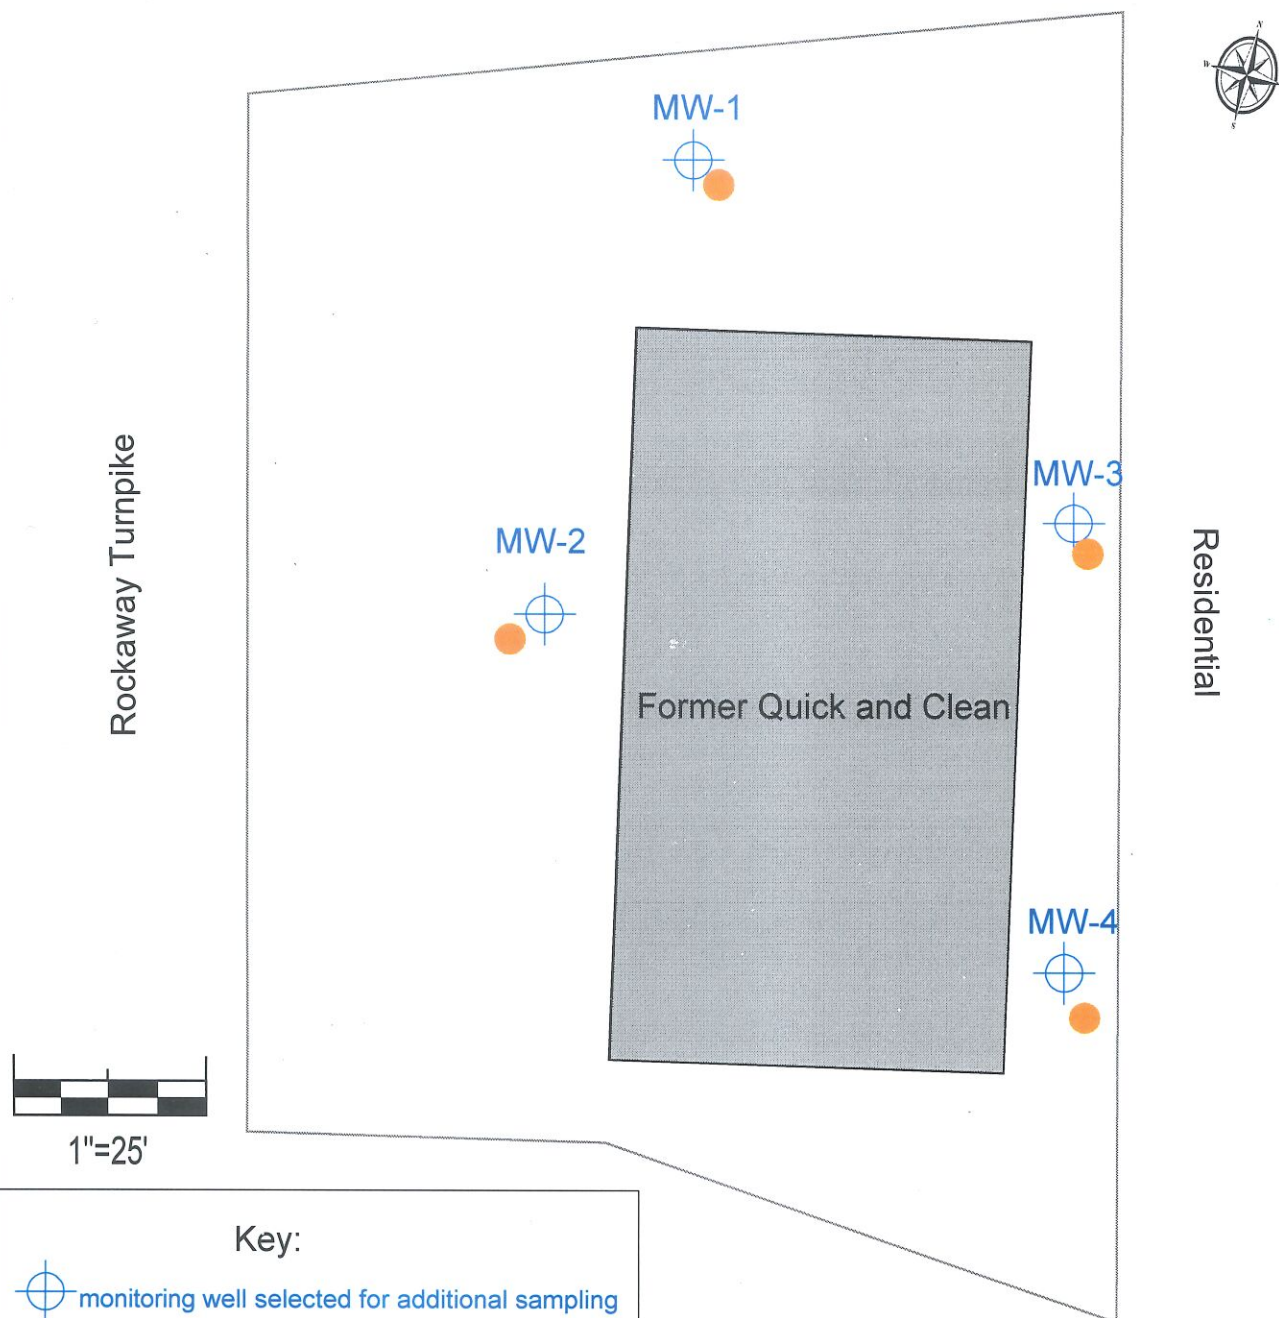 N
W
S
MW-1
MW-3
MW-2
Rockaway Turnpike
Residential
Former Quick and Clean
MW-4
1"=25'
Key:
monitoring well selected for additional sampling